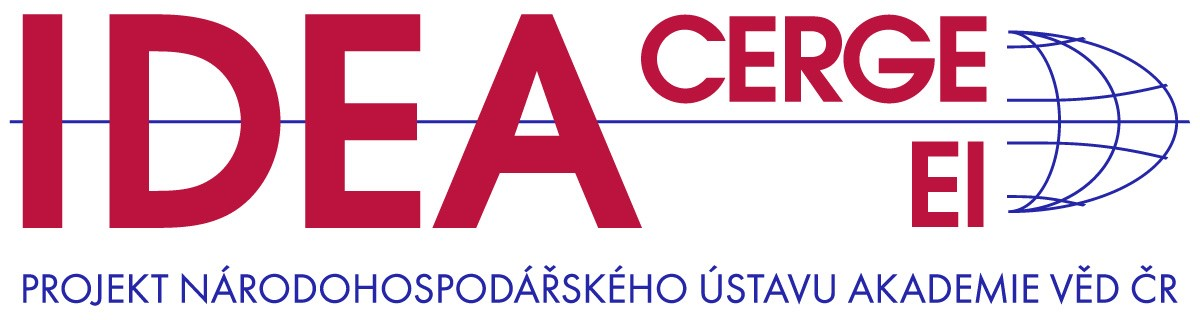 IDEA
CERGE
EI
PROJEKT NÁRODOHOSPODÁŘSKÉHO ÚSTAVU AKADEMIE VĚD ČR